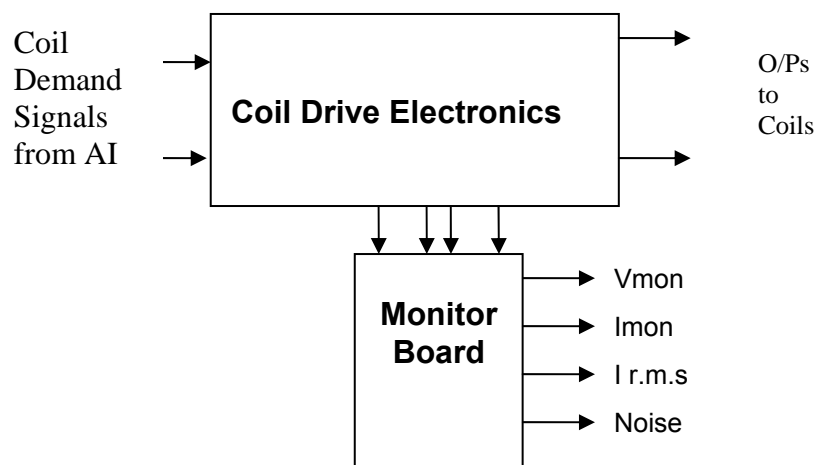 Coil
Demand
Signals
from AI
Coil Drive Electronics
O/Ps
to
Coils
Monitor
Board
Vmon
Imon
I r.m.s
Noise